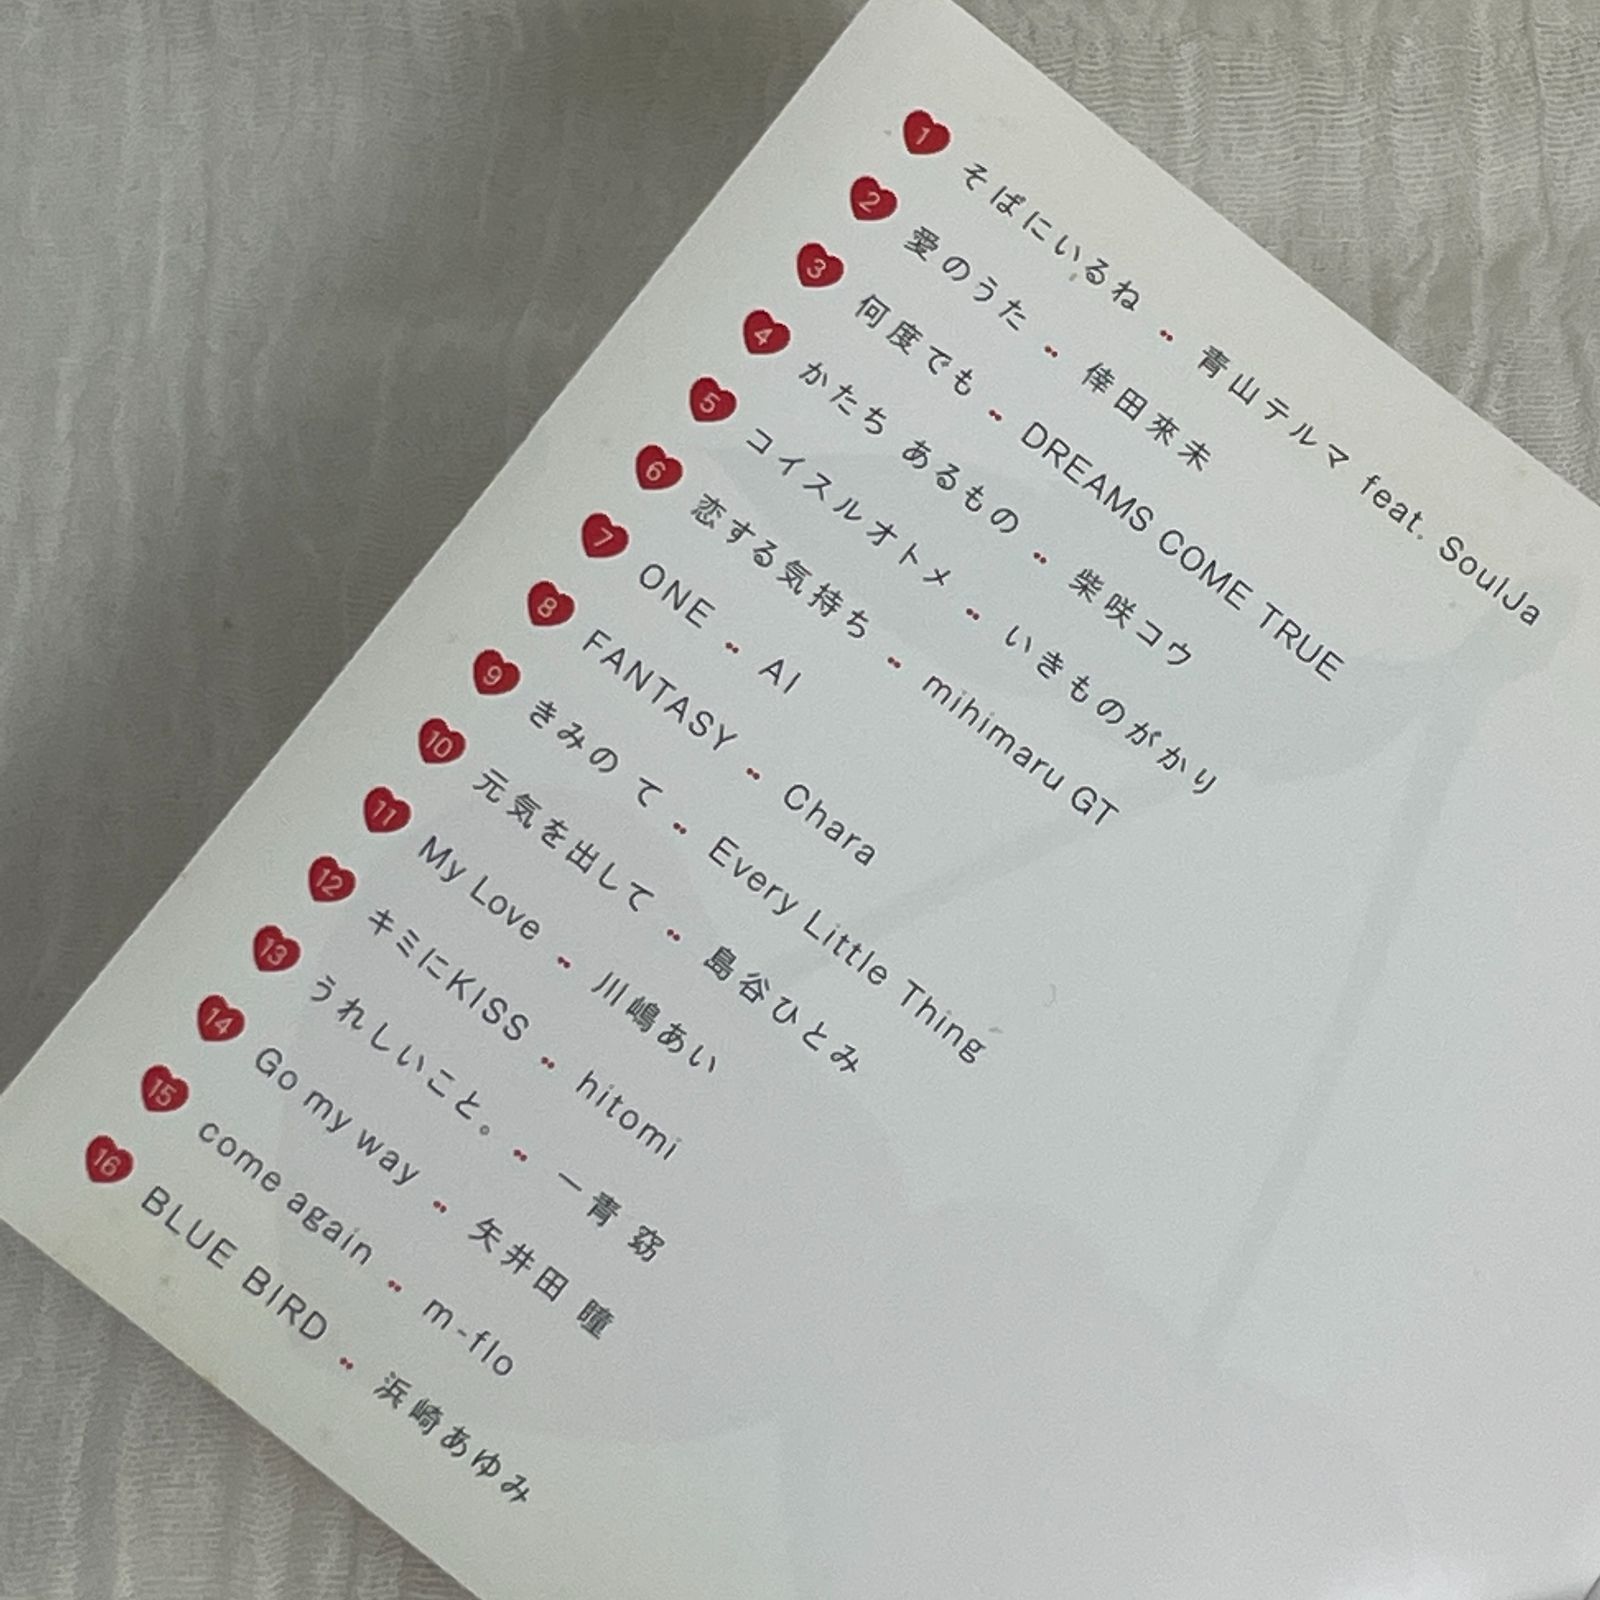 1 そばにいるね •• 青山テルマ feat. SoulJa
2 愛のうた •• 倖田來未
3 何度でも •• DREAMS COME TRUE
4 かたち あるもの •• 柴咲コウ
5 コイスルオトメ •• いきものがかり
6 恋する気持ち •• mihimaru GT
7 ONE •• AI
8 FANTASY •• Chara
9 きみの て •• Every Little Thing
10 元気を出して •• 島谷ひとみ
11 My Love •• 川嶋あい
12 キミにKISS •• hitomi
13 うれしいこと。 •• 一青 窈
14 Go my way •• 矢井田 瞳
15 come again •• m-flo
16 BLUE BIRD •• 浜崎あゆみ